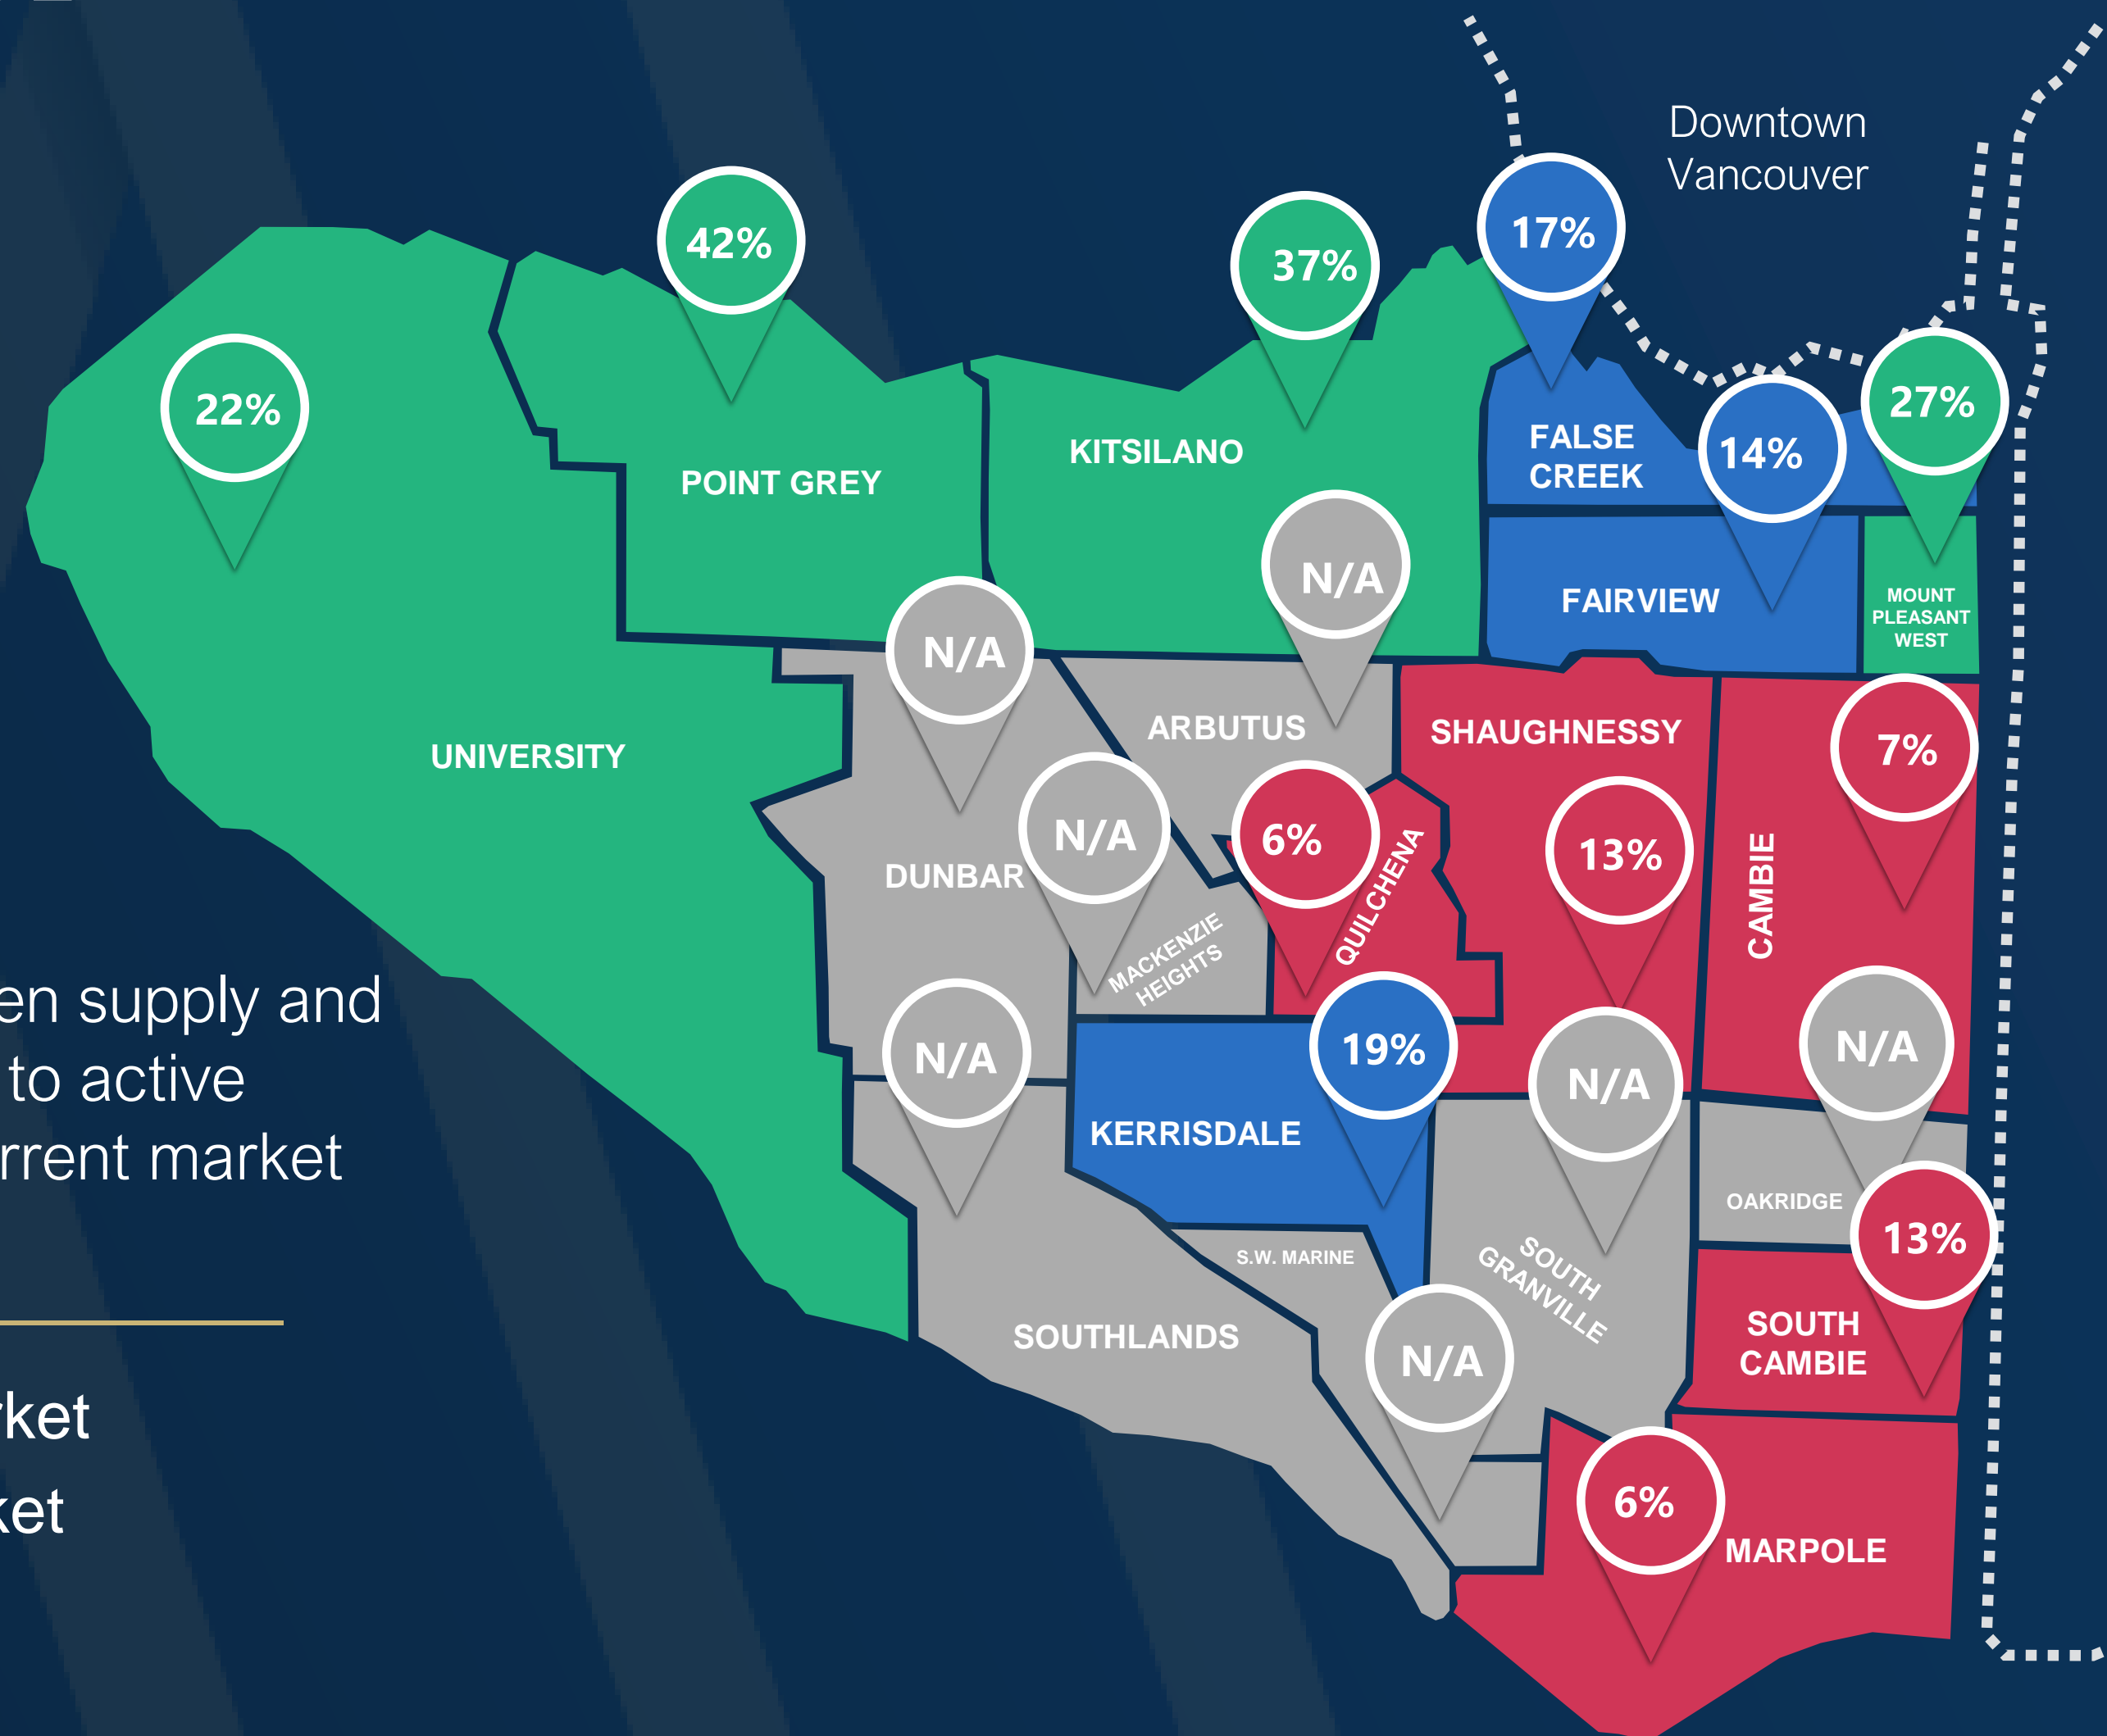 Downtown
Vancouver
17%
42%
37%
22%
27%
14%
FALSE
CREEK
KITSILANO
POINT GREY
N/A
FAIRVIEW
MOUNT
PLEASANT
WEST
N/A
ARBUTUS
SHAUGHNESSY
7%
UNIVERSITY
N/A
6%
13%
CAMBIE
DUNBAR
QUILCHENA
MACKENZIE
HEIGHTS
en supply and
to active
rrent market
N/A
19%
N/A
N/A
KERRISDALE
OAKRIDGE
S.W. MARINE
SOUTH
GRANVILLE
13%
SOUTHLANDS
SOUTH
CAMBIE
N/A
rket
ket
6%
MARPOLE